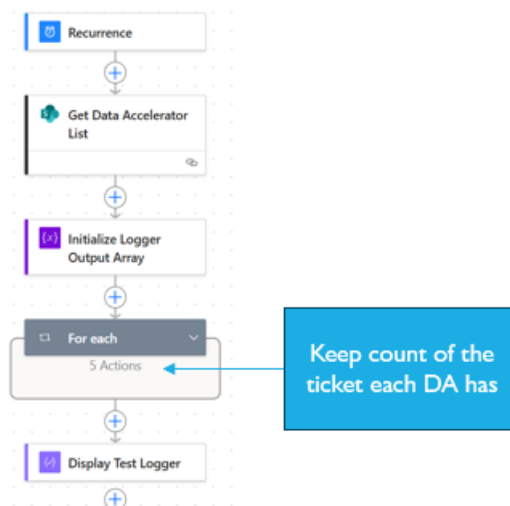 Recurrence
Get Data Accelerator
List
Initialize Logger
Output Array
For each
5 Actions
Keep count of the
ticket each DA has
Display Test Logger